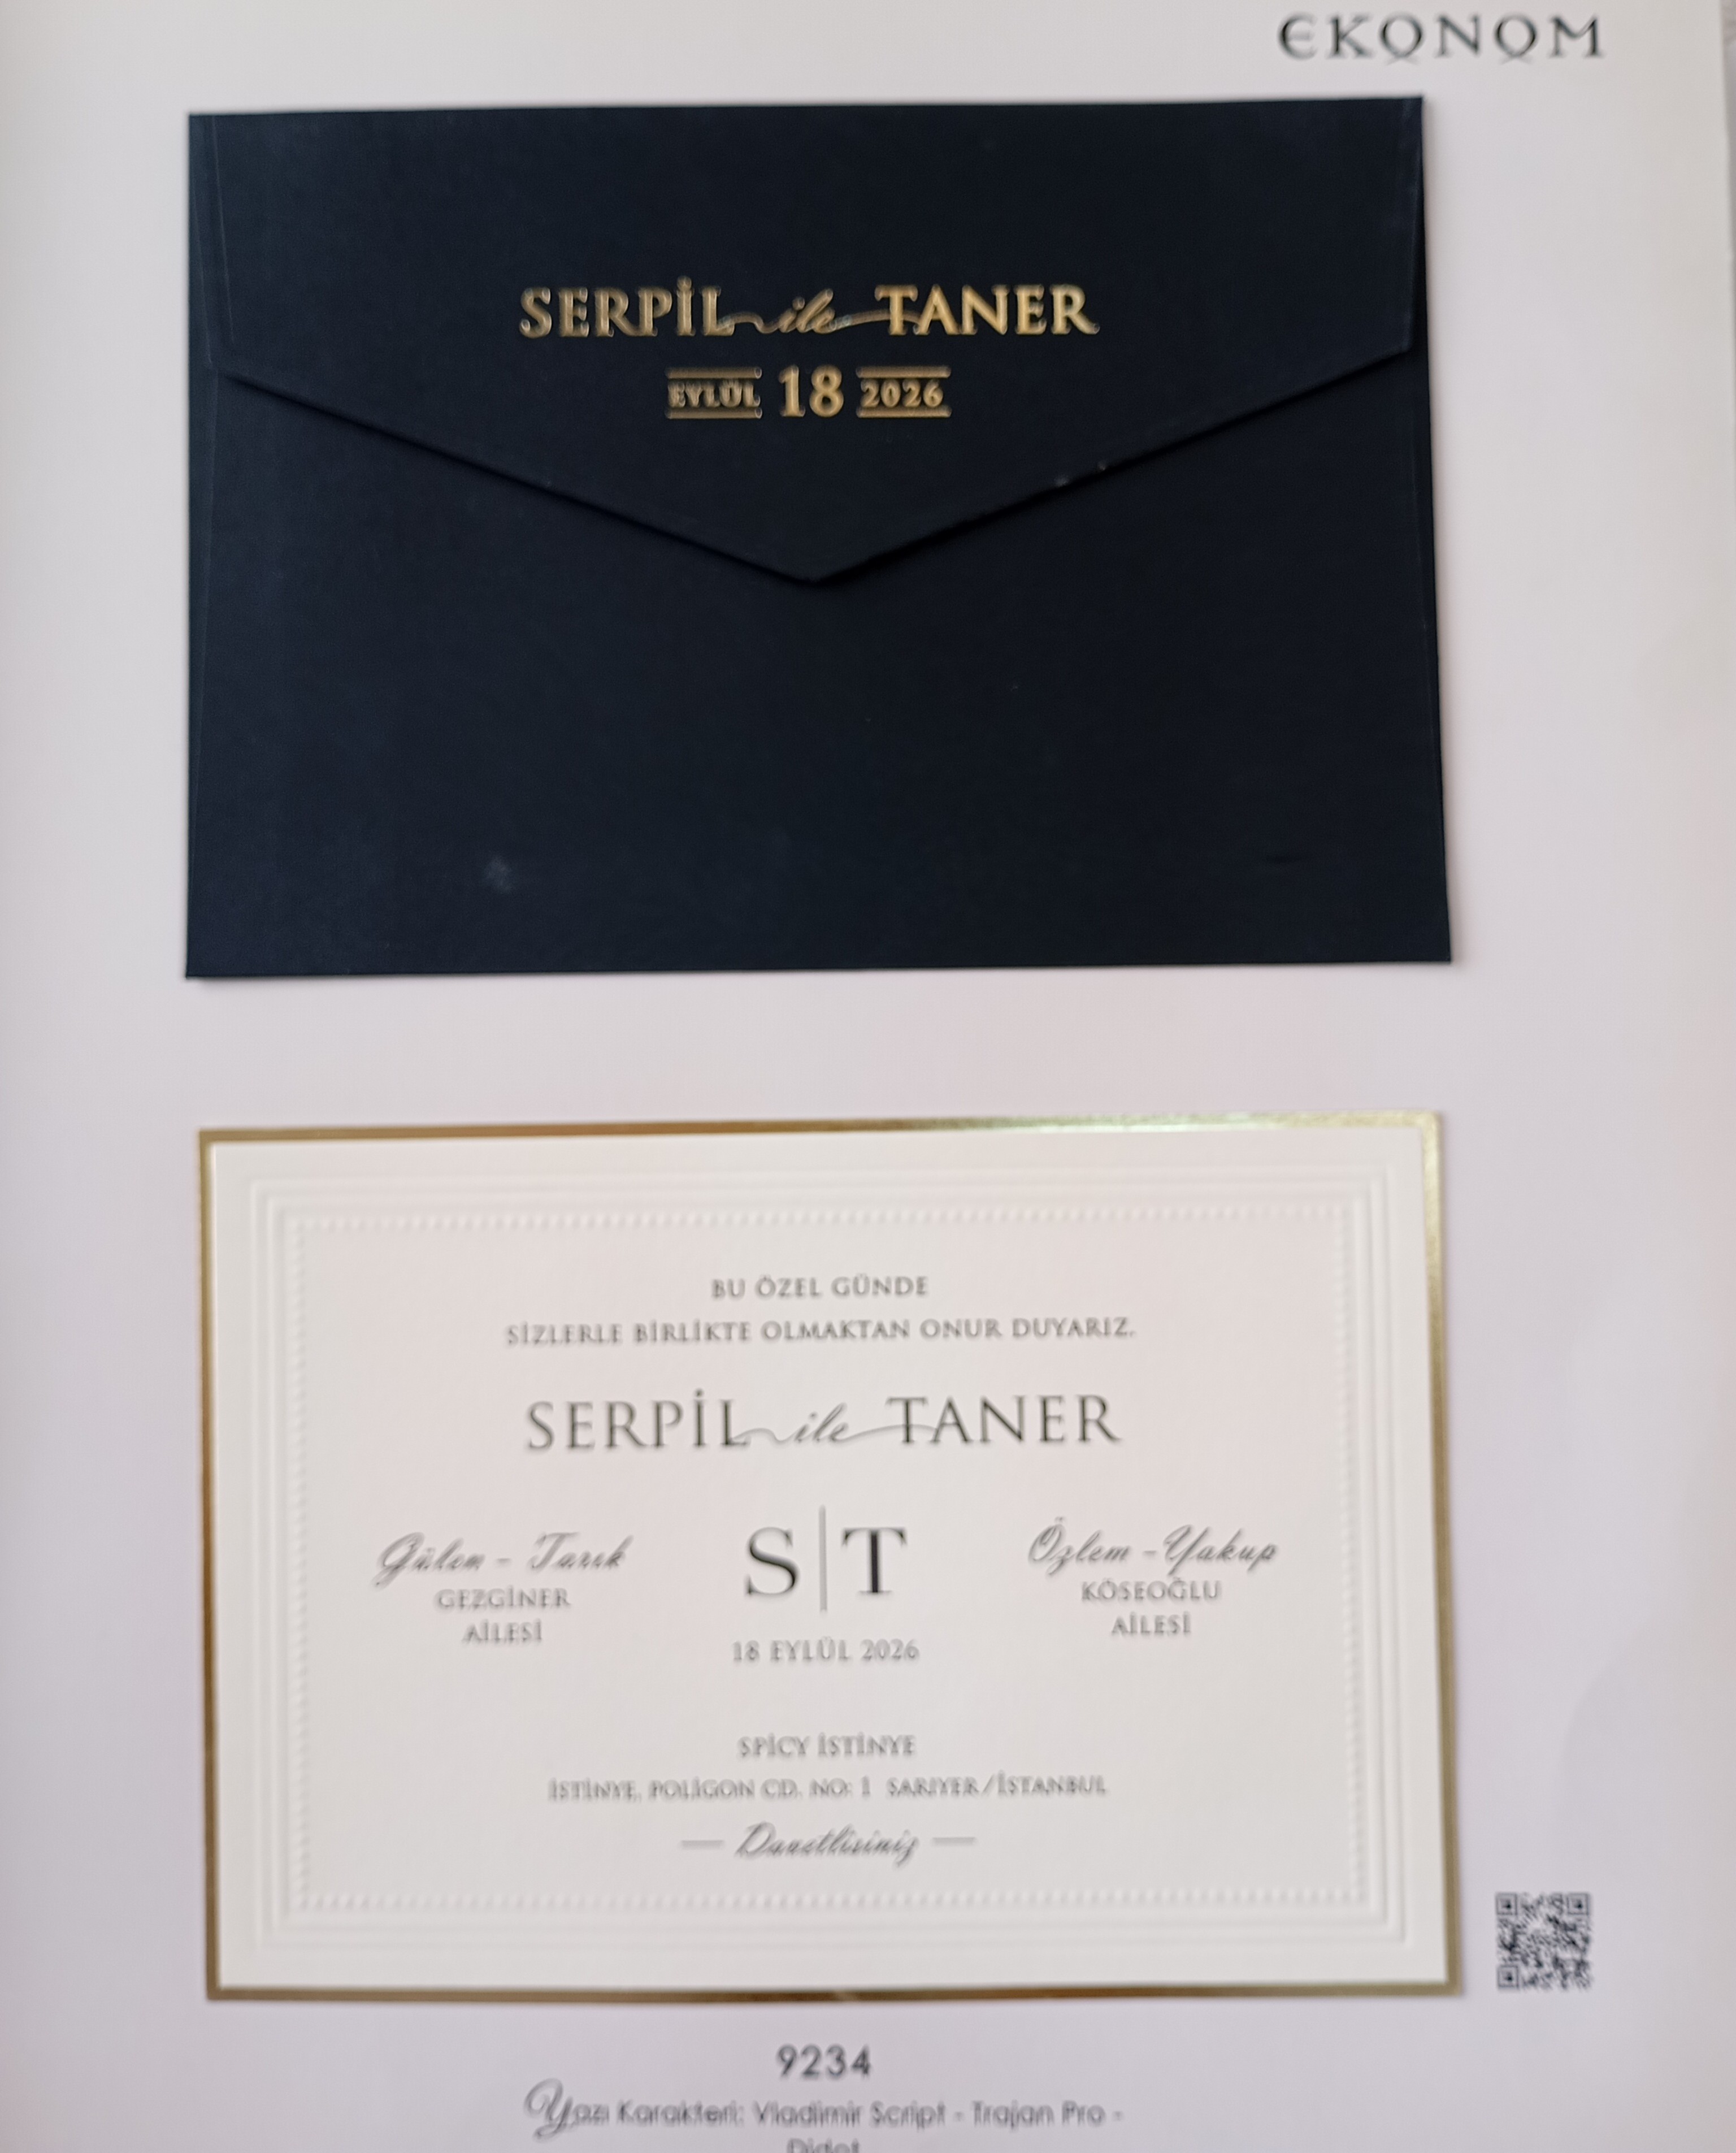 EKONOM
SERPİL ile TANER
EYLÜL 18 2026
BU ÖZEL GÜNDE
SİZLERLE BİRLİKTE OLMAKTAN ONUR DUYARIZ.
SERPİL ile TANER
Gülem - Tarık
GEZGİNER
AİLESİ
S|T
18 EYLÜL 2026
Özlem - Yakup
KÖSEOĞLU
AİLESİ
SPİCY İSTİNYE
İSTİNYE, POLİGON CD. NO: 1 SARIYER/İSTANBUL
— Davetlisiniz —
9234
Yazı Karakteri: Vladimir Script - Trajan Pro -
Didot